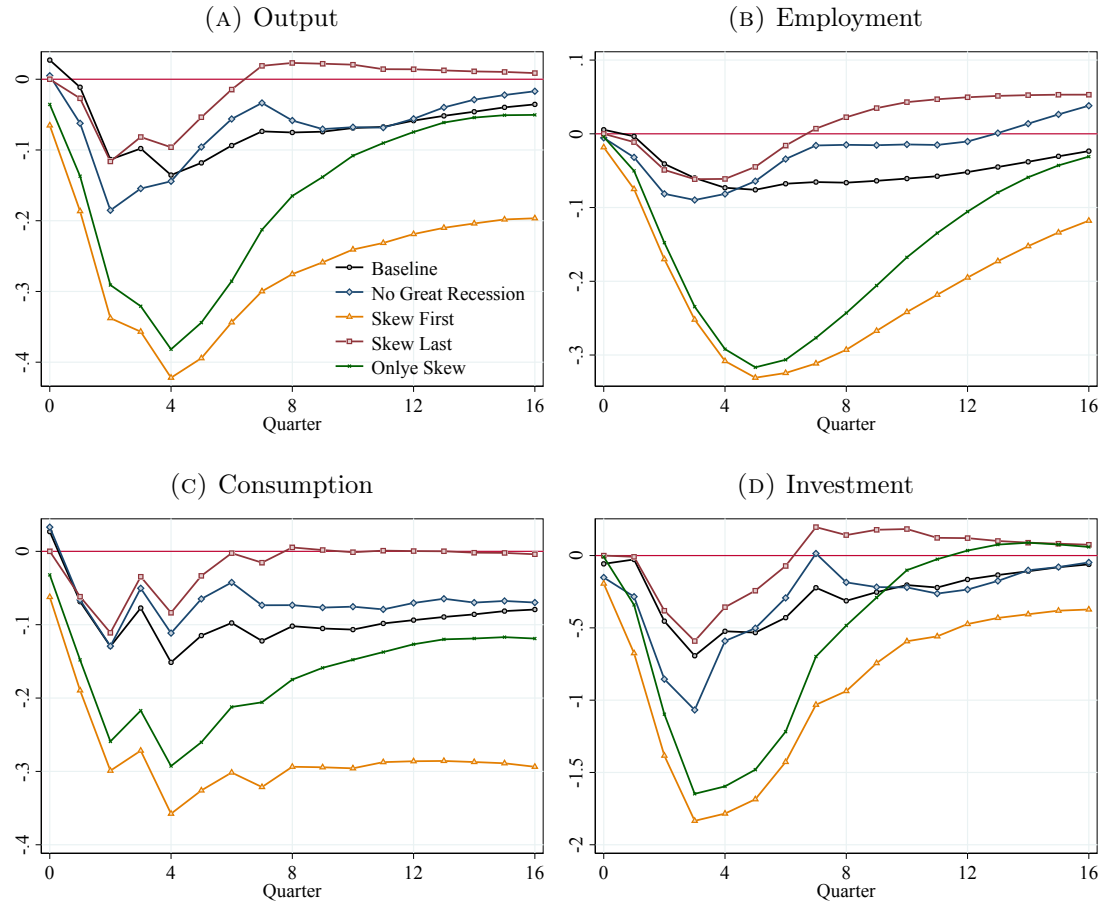 (A) Output
0
-.1
-.2
-.3
-.4
Baseline
No Great Recession
Skew First
Skew Last
Onlye Skew
0 4 8 12 16
Quarter
(B) Employment
.1
0
-.1
-.2
-.3
0 4 8 12 16
Quarter
(C) Consumption
0
-.1
-.2
-.3
-.4
0 4 8 12 16
Quarter
(D) Investment
0
-.5
-1
-1.5
-2
0 4 8 12 16
Quarter